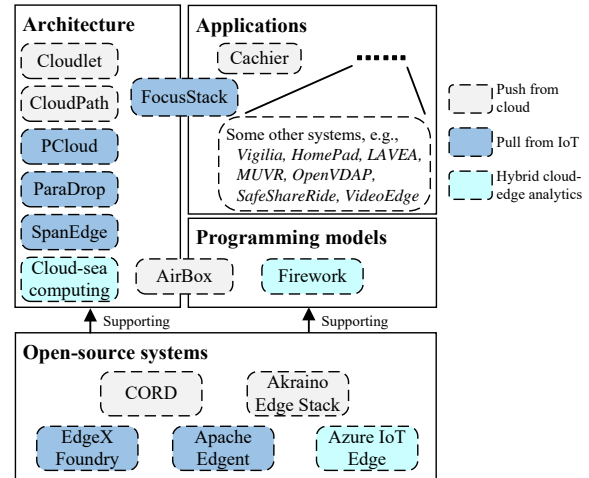 Architecture
Cloudlet
CloudPath
PCloud
ParaDrop
SpanEdge
Cloud-sea
computing
FocusStack
AirBox
Applications
Cachier
Some other systems, e.g.,
Vigilia, HomePad, LAVEA,
MUVR, OpenVDAP,
SafeShareRide, VideoEdge
Programming models
Firework
Push from
cloud
Pull from IoT
Hybrid cloud-
edge analytics
Supporting
Supporting
Open-source systems
CORD
Akraino
Edge Stack
EdgeX
Foundry
Apache
Edgent
Azure IoT
Edge